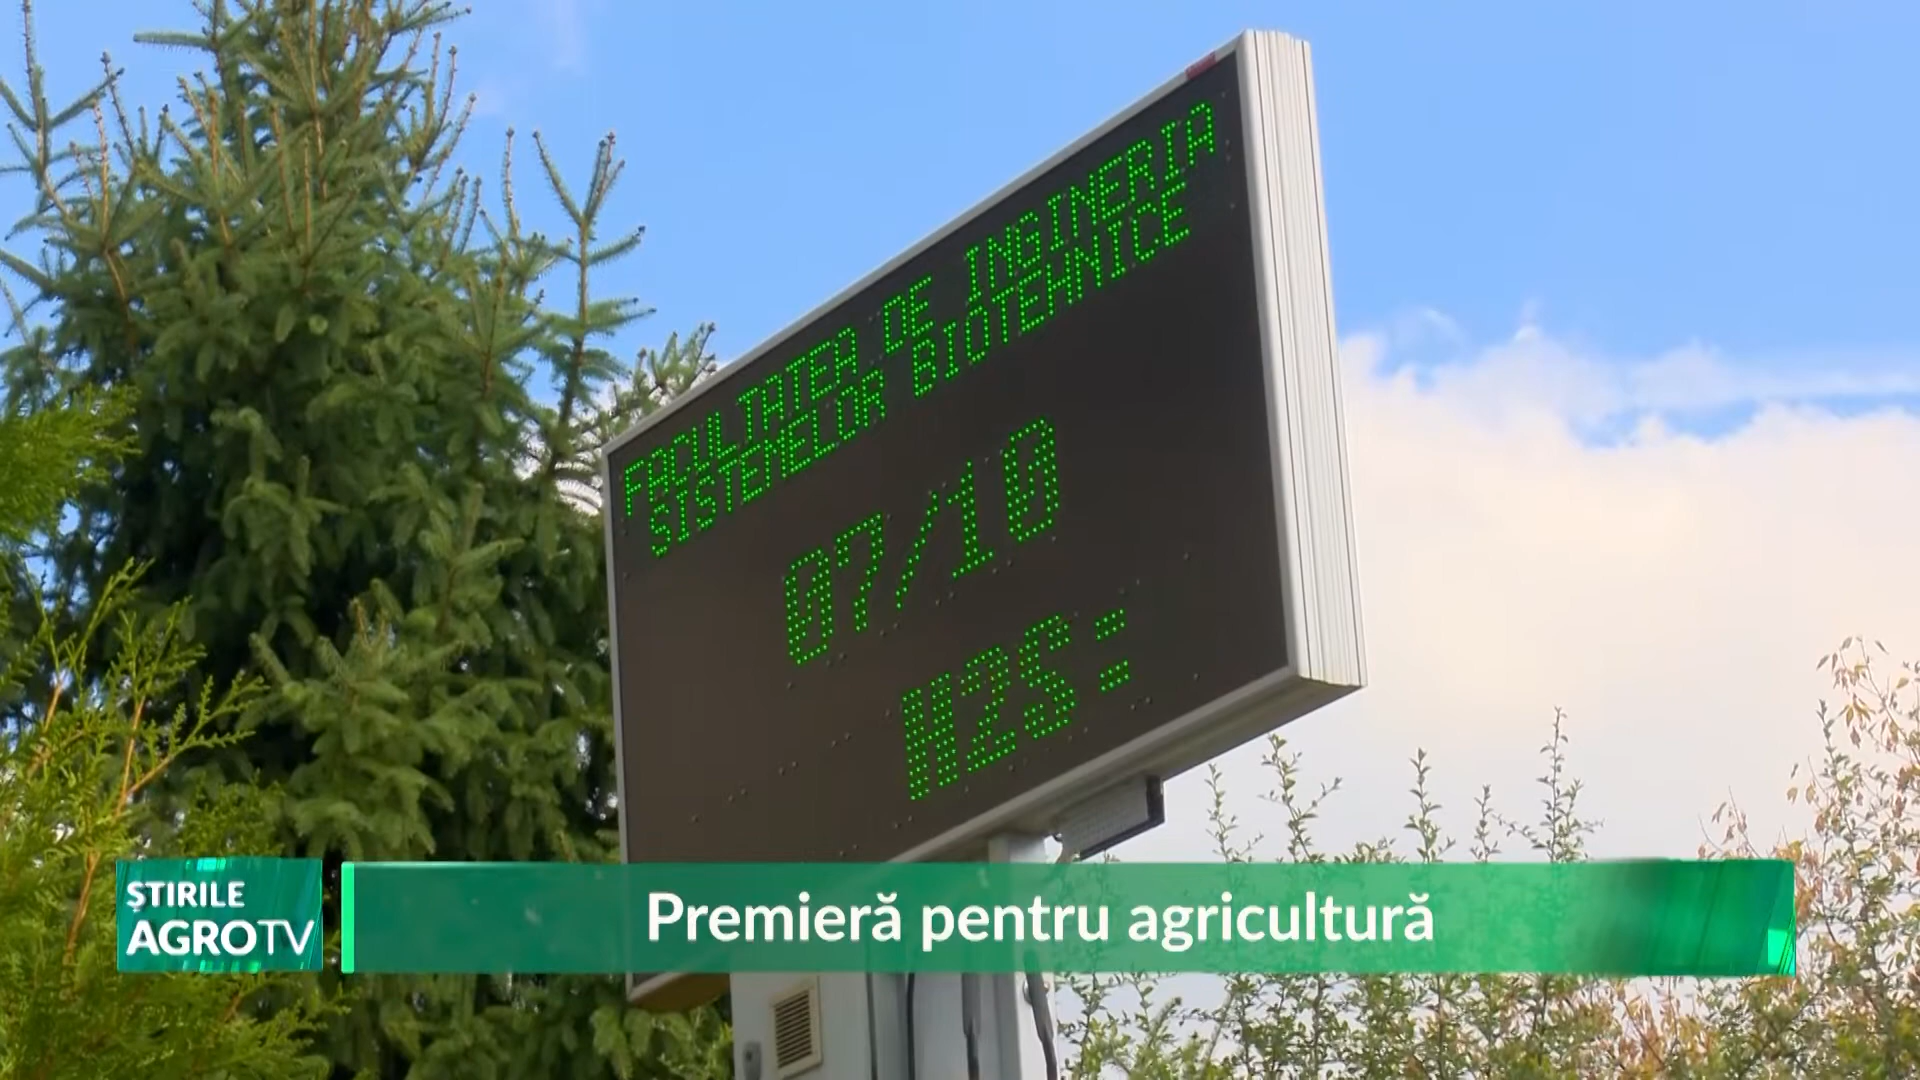 FACULTATEA DE INGINERIA
SISTEMELOR BIOTEHNICE
07/10
H2S:
ȘTIRILE
AGROTV
Premieră pentru agricultură